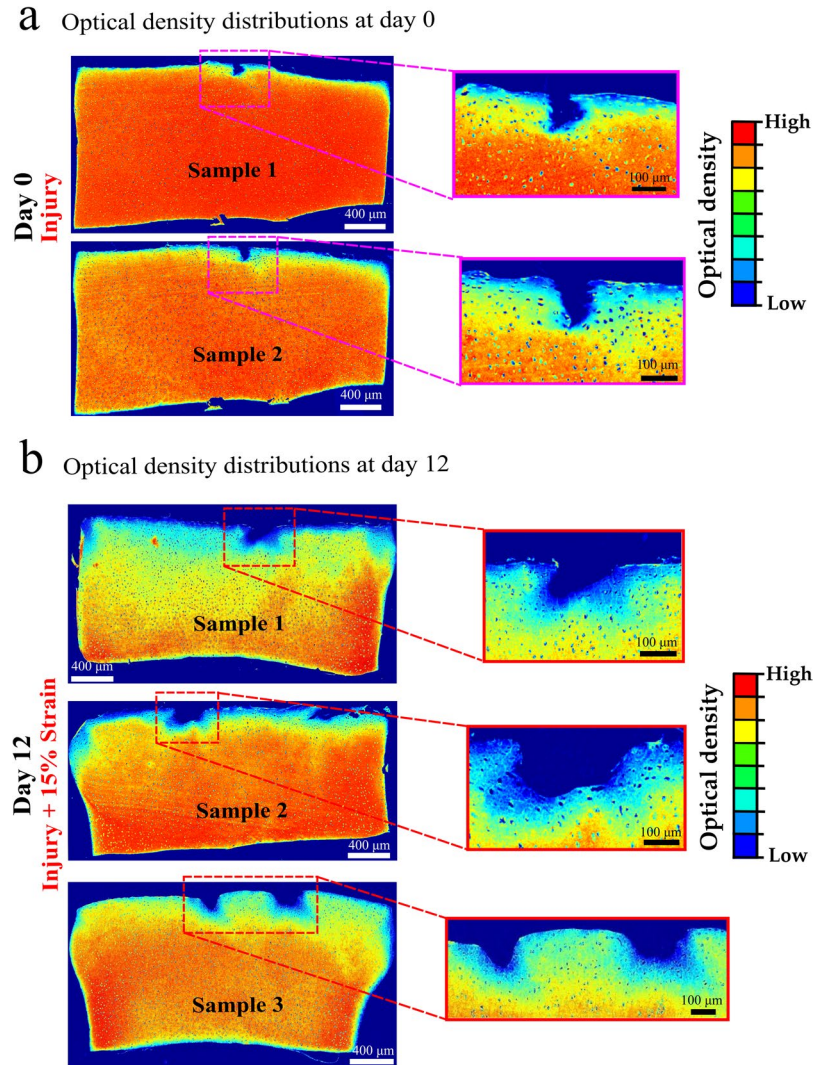 a Optical density distributions at day 0
Day 0
Injury
Sample 1
400 μm
100 μm
Sample 2
400 μm
100 μm
Optical density
High
Low
b Optical density distributions at day 12
Day 12
Injury + 15% Strain
Sample 1
400 μm
100 μm
Sample 2
400 μm
100 μm
Sample 3
400 μm
100 μm
Optical density
High
Low